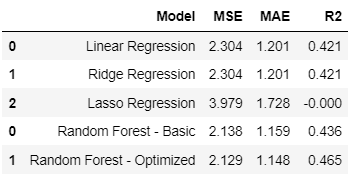 Model MSE MAE R2
0 Linear Regression 2.304 1.201 0.421
1 Ridge Regression 2.304 1.201 0.421
2 Lasso Regression 3.979 1.728 -0.000
0 Random Forest - Basic 2.138 1.159 0.436
1 Random Forest - Optimized 2.129 1.148 0.465